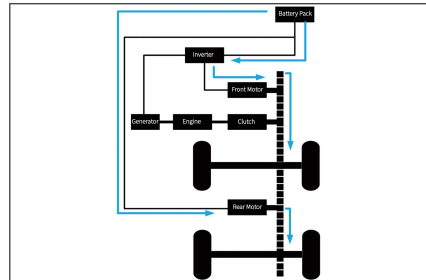 Battery Pack
Inverter
Front Motor
Generator
Engine
Clutch
Rear Motor